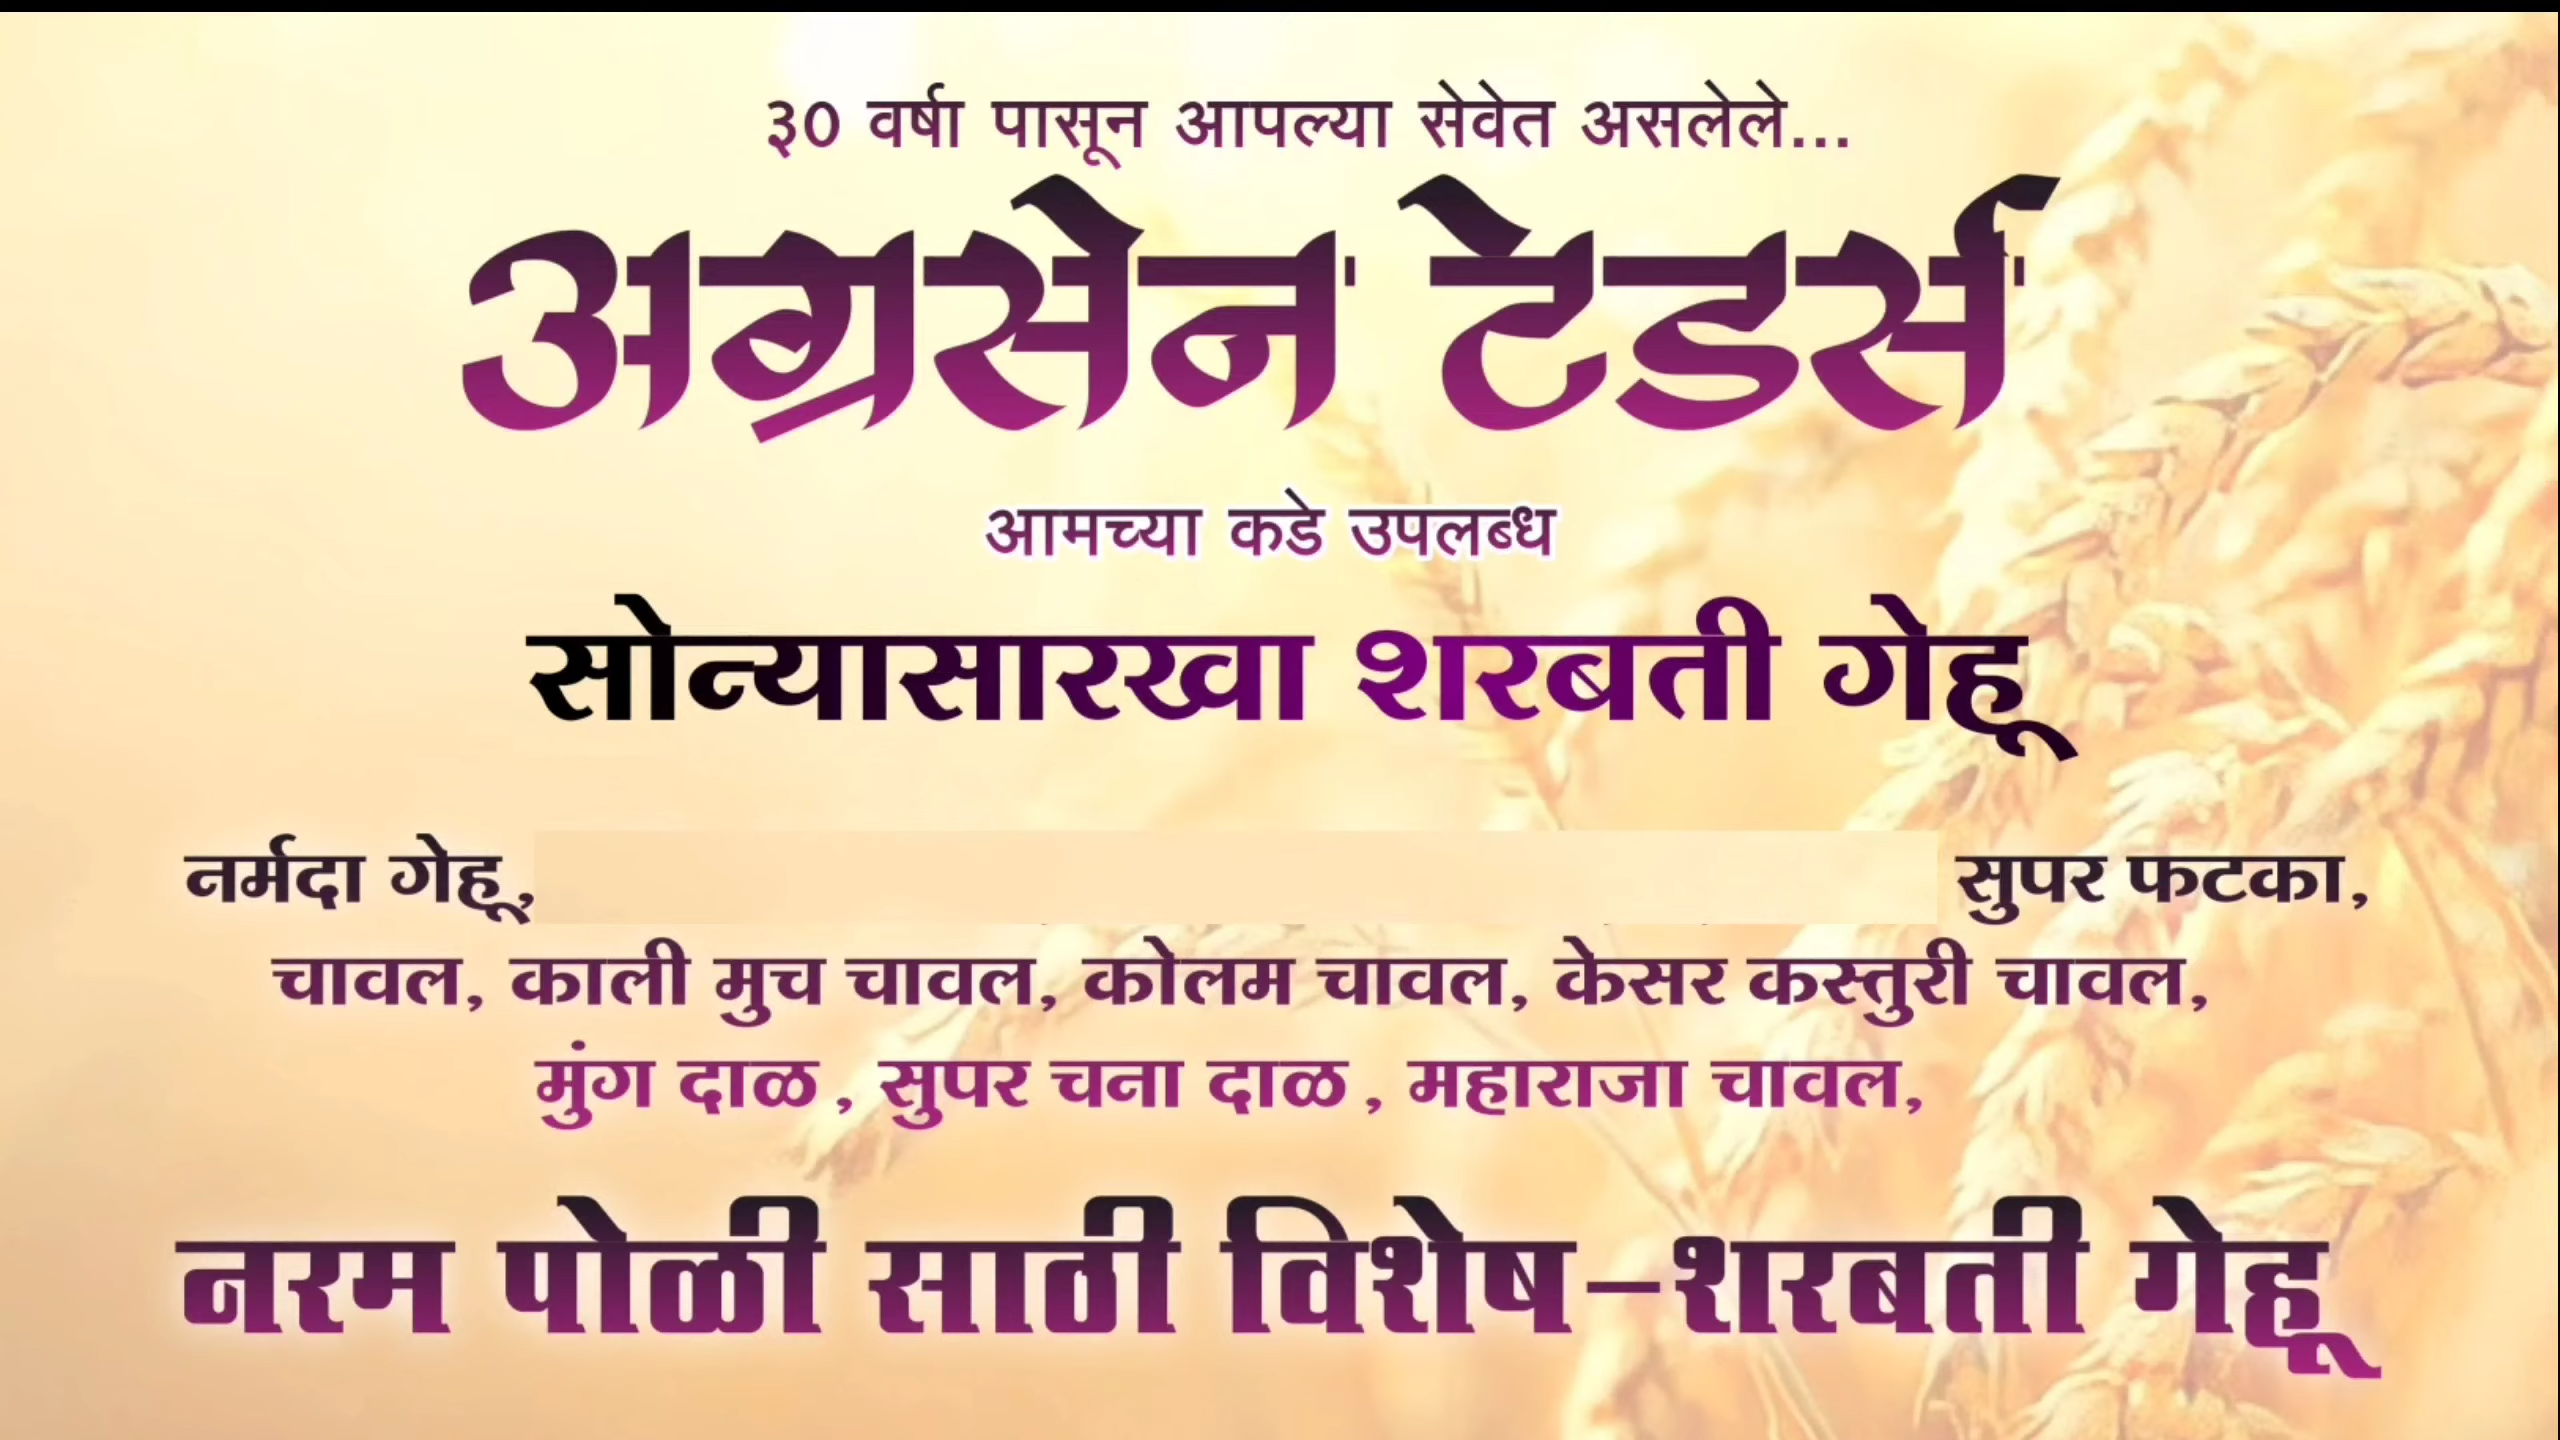 ३० वर्षा पासून आपल्या सेवेत असलेले...
अग्रसेन टेडर्स
आमच्या कडे उपलब्ध
सोन्यासारखा शरबती गेहू
नर्मदा गेहू, सुपर फटका,
चावल, काली मुच चावल, कोलम चावल, केसर कस्तुरी चावल,
मुंग दाळ, सुपर चना दाळ, महाराजा चावल,
नरम पोळी साठी विशेष-शरबती गेहू